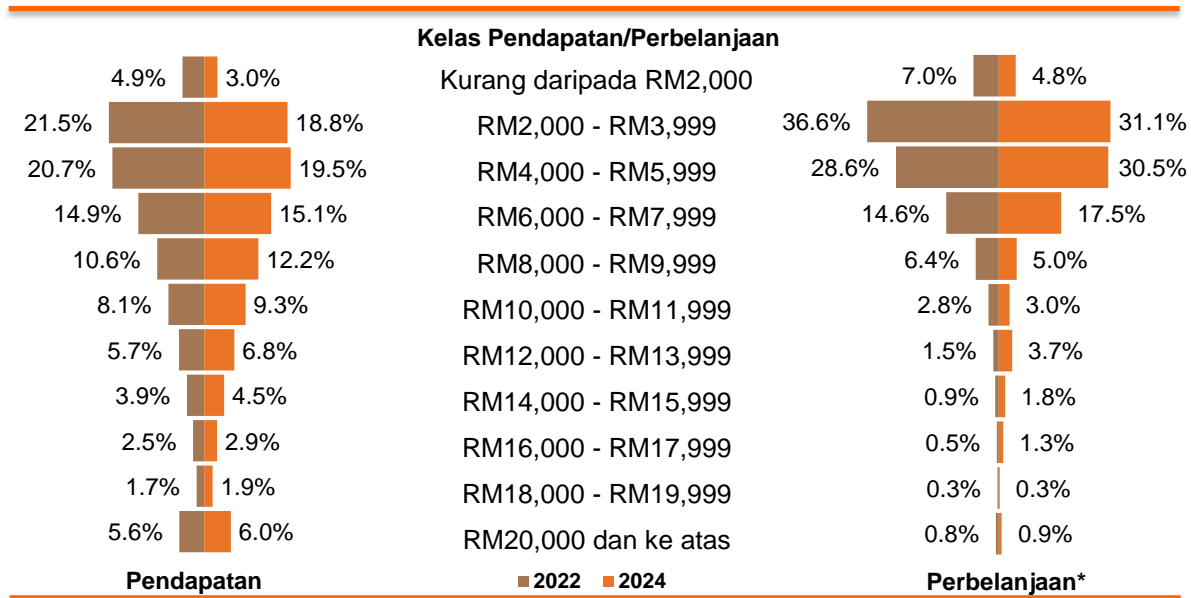 Kelas Pendapatan/Perbelanjaan
4.9% 3.0% Kurang daripada RM2,000 7.0% 4.8%
21.5% 18.8% RM2,000 - RM3,999 36.6% 31.1%
20.7% 19.5% RM4,000 - RM5,999 28.6% 30.5%
14.9% 15.1% RM6,000 - RM7,999 14.6% 17.5%
10.6% 12.2% RM8,000 - RM9,999 6.4% 5.0%
8.1% 9.3% RM10,000 - RM11,999 2.8% 3.0%
5.7% 6.8% RM12,000 - RM13,999 1.5% 3.7%
3.9% 4.5% RM14,000 - RM15,999 0.9% 1.8%
2.5% 2.9% RM16,000 - RM17,999 0.5% 1.3%
1.7% 1.9% RM18,000 - RM19,999 0.3% 0.3%
5.6% 6.0% RM20,000 dan ke atas 0.8% 0.9%
Pendapatan 2022 2024 Perbelanjaan*